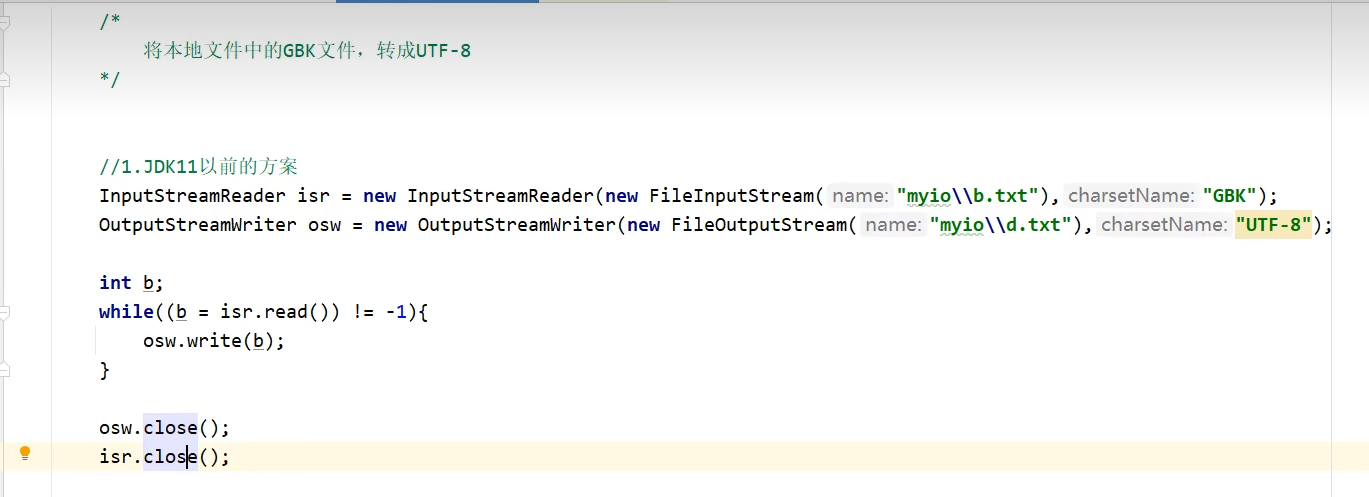 /*
将本地文件中的GBK文件，转成UTF-8
*/
//1.JDK11以前的方案
InputStreamReader isr = new InputStreamReader(new FileInputStream( name: "myio\\b.txt"), charsetName: "GBK");
OutputStreamWriter osw = new OutputStreamWriter(new FileOutputStream( name: "myio\\d.txt"), charsetName: "UTF-8");
int b;
while((b = isr.read()) != -1){
osw.write(b);
}
osw.close();
isr.close();